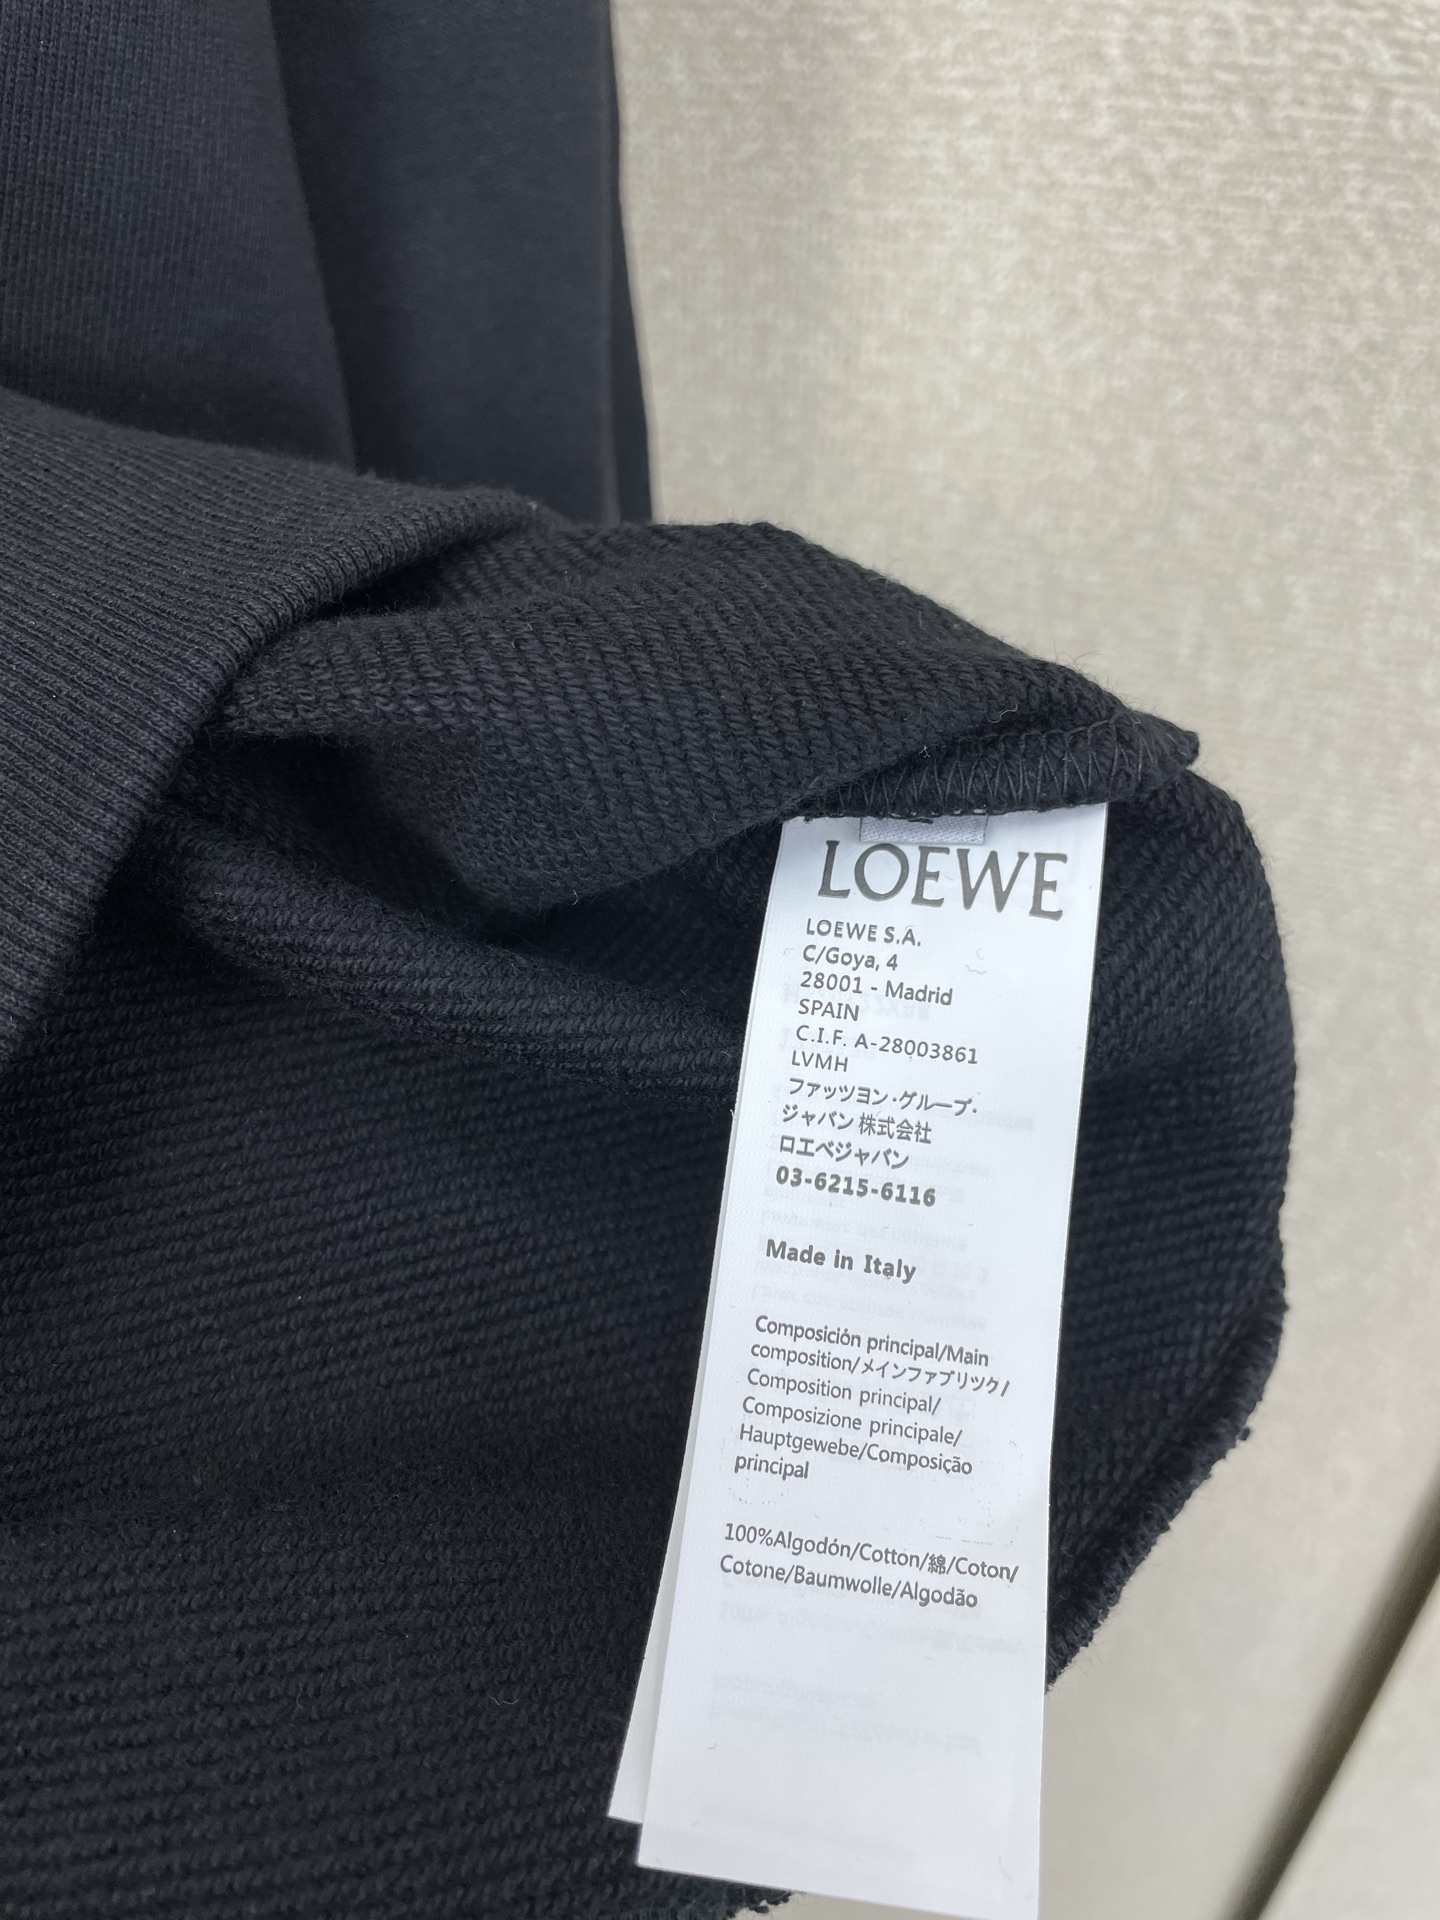 LOEWE
LOEWE S.A.
C/Goya, 4
28001 - Madrid
SPAIN
C.I.F. A-28003861
LVMH
ファッツヨン·グループ·
ジャバン 株式会社
ロエベジャバン
03-6215-6116
Made in Italy
Composición principal/Main
composition/メインファブリツク/
Composition principal/
Composizione principale/
Hauptgewebe/Composição
principal
100%Algodón/Cotton/綿/Coton/
Cotone/Baumwolle/Algodão